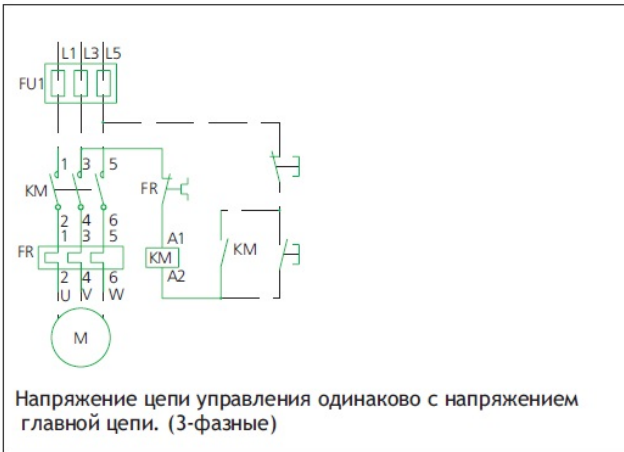 L1 L3 L5
FU1
1 3 5
KM
FR
2 4 6
1 3 5
FR
A1
KM
A2
KM
2 4 6
U V W
M
Напряжение цепи управления одинаково с напряжением
главной цепи. (3-фазные)